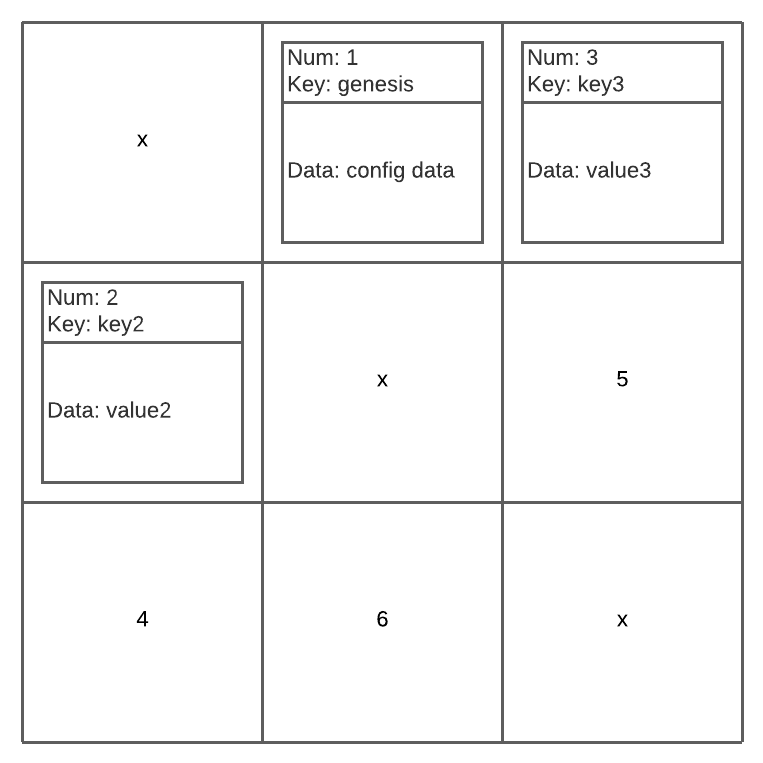 x
Num: 1
Key: genesis
Data: config data
Num: 3
Key: key3
Data: value3
Num: 2
Key: key2
Data: value2
x
5
4
6
x